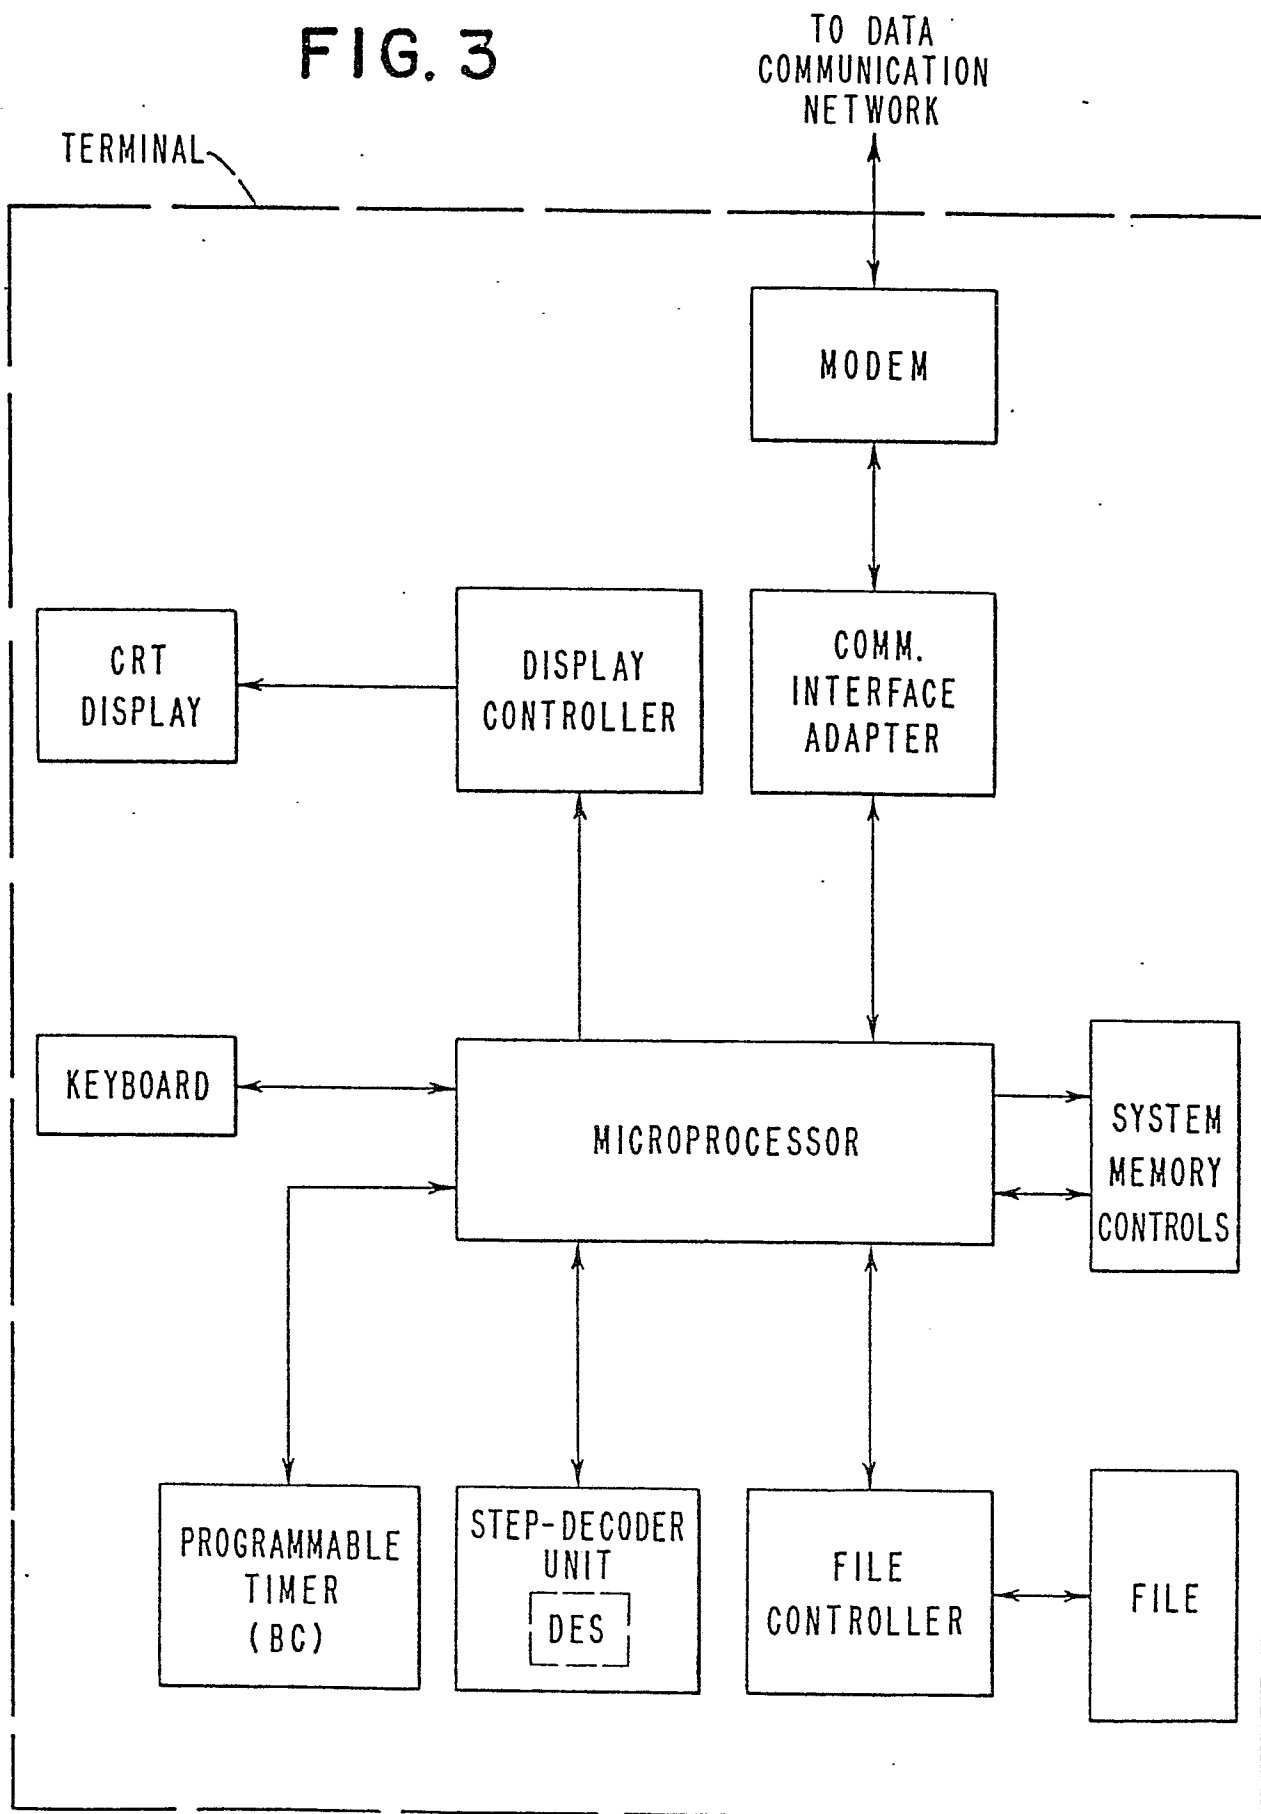 FIG. 3
TO DATA
COMMUNICATION
NETWORK
TERMINAL
MODEM
CRT
DISPLAY
DISPLAY
CONTROLLER
COMM.
INTERFACE
ADAPTER
KEYBOARD
MICROPROCESSOR
SYSTEM
MEMORY
CONTROLS
PROGRAMMABLE
TIMER
(BC)
STEP-DECODER
UNIT
DES
FILE
CONTROLLER
FILE